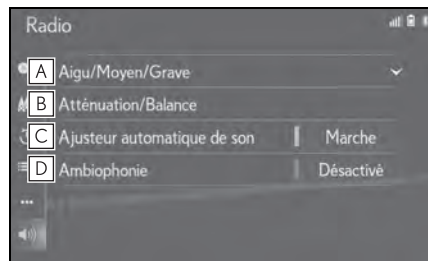 Radio
A Aigu/Moyen/Grave
B Atténuation/Balance
C Ajusteur automatique de son Marche
D Ambiophonie Désactivé